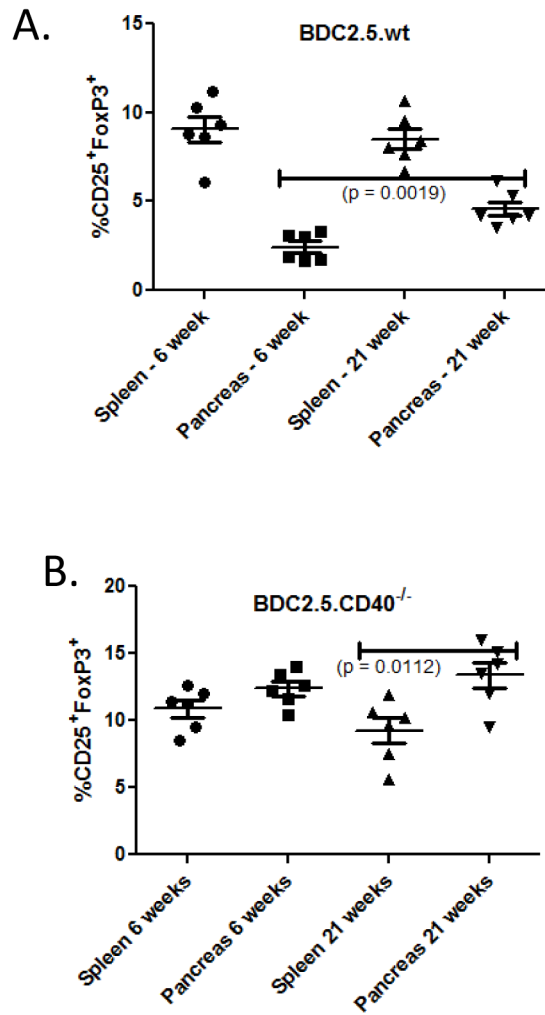 A.
BDC2.5.wt
%CD25⁺FoxP3⁺
15
10
5
0
(p = 0.0019)
Spleen - 6 week
Pancreas - 6 week
Spleen - 21 week
Pancreas - 21 week
B.
BDC2.5.CD40⁻/⁻
%CD25⁺FoxP3⁺
20
15
10
5
0
(p = 0.0112)
Spleen 6 weeks
Pancreas 6 weeks
Spleen 21 weeks
Pancreas 21 weeks